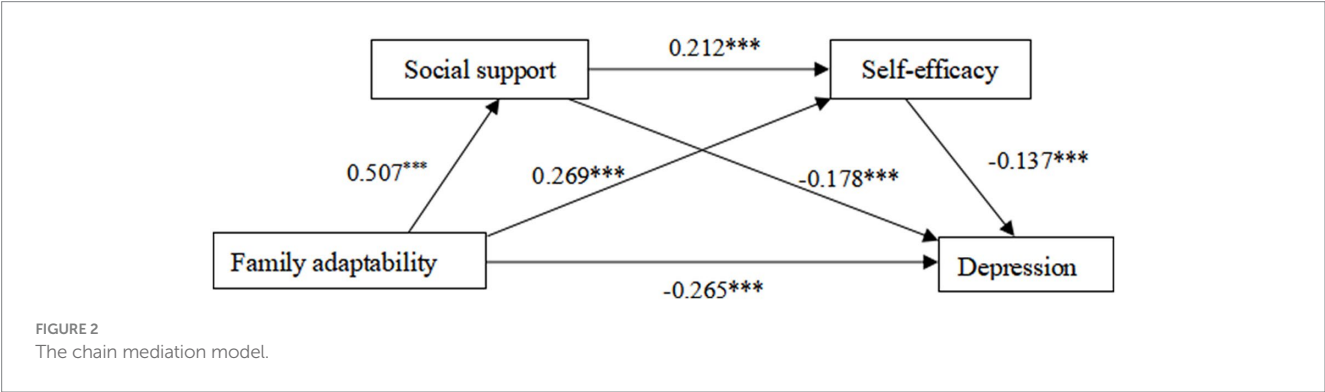 0.212***
Social support
Self-efficacy
0.507***
0.269***
-0.178***
-0.137***
Family adaptability
Depression
-0.265***
FIGURE 2
The chain mediation model.